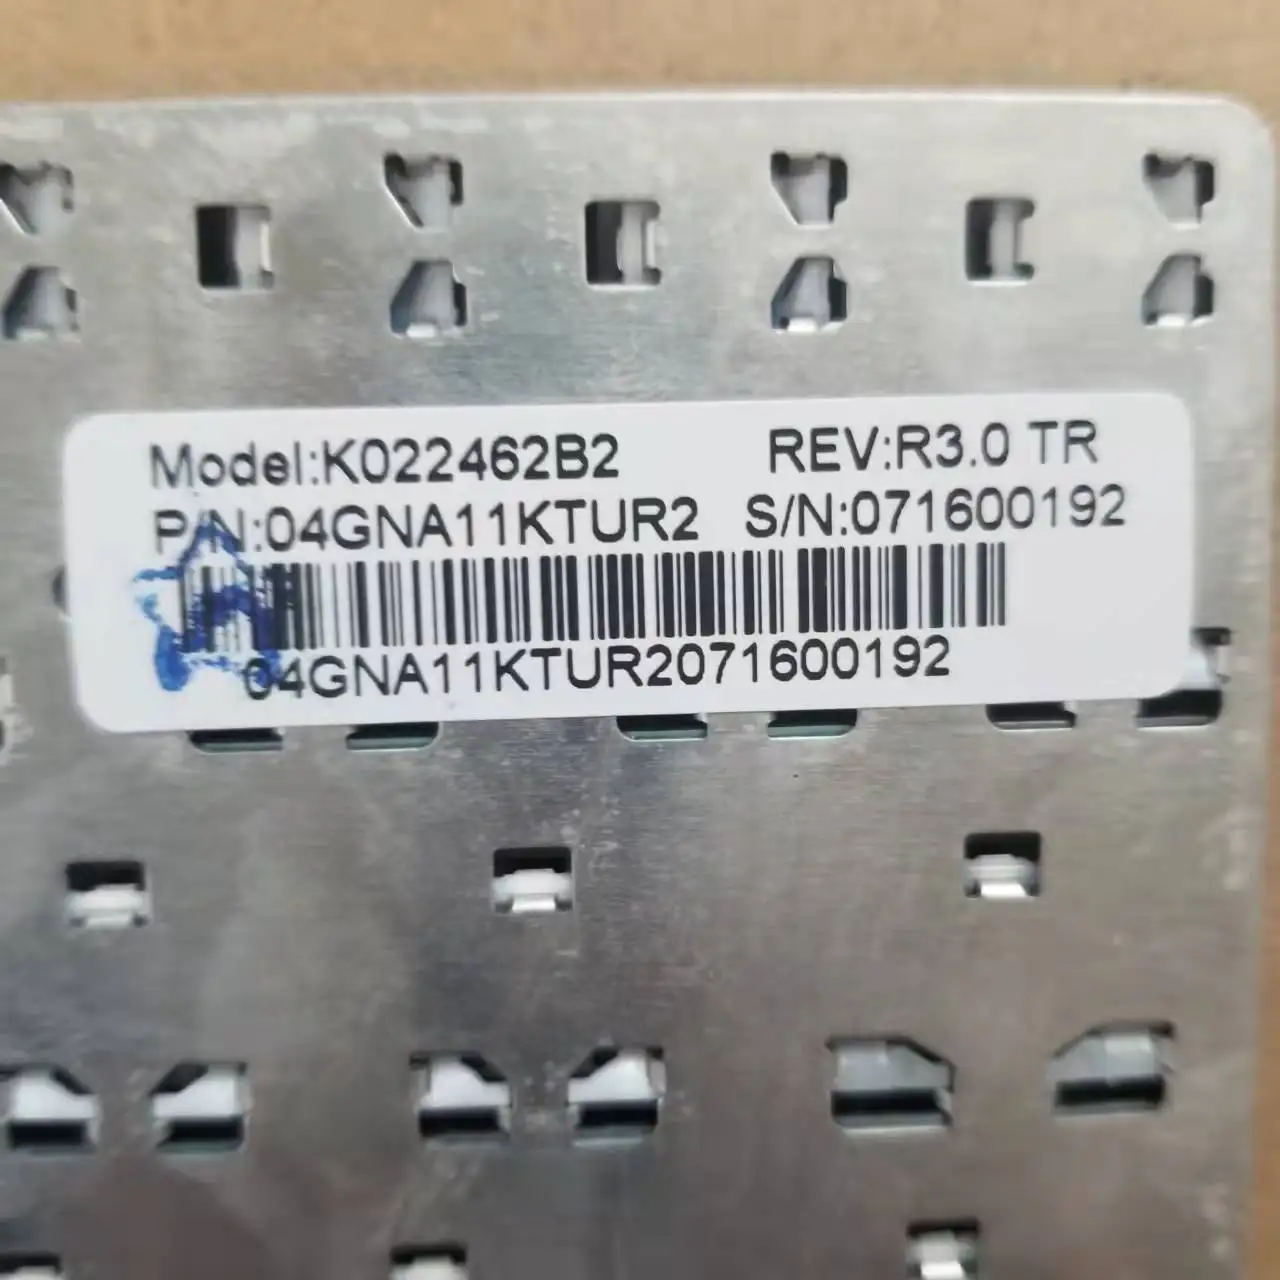 Model:K022462B2 REV:R3.0 TR
P/N:04GNA11KTUR2 S/N:071600192
04GNA11KTUR2071600192